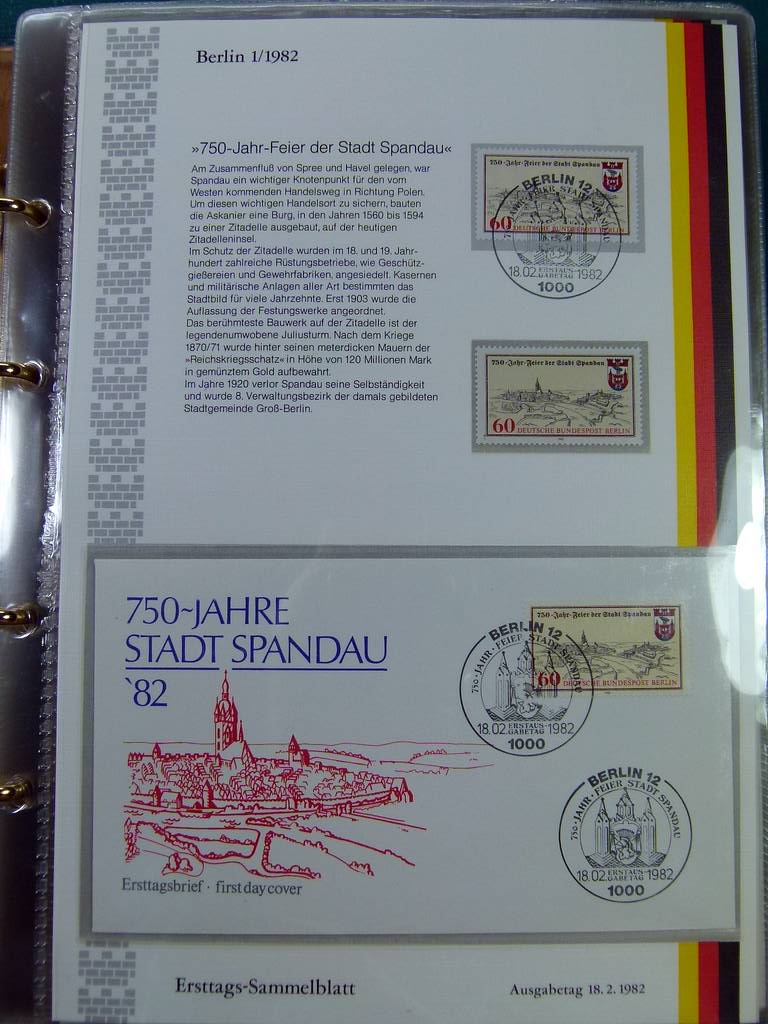 Berlin 1/1982
»750-Jahr-Feier der Stadt Spandau«
Am Zusammenfluß von Spree und Havel gelegen, war
Spandau ein wichtiger Knotenpunkt für den vom
Westen kommenden Handelsweg in Richtung Polen.
Um diesen wichtigen Handelsort zu sichern, bauten
die Askanier eine Burg, in den Jahren 1560 bis 1594
zu einer Zitadelle ausgebaut, auf der heutigen
Zitadelleninsel.
Im Schutz der Zitadelle wurden im 18. und 19. Jahr-
hundert zahlreiche Rüstungsbetriebe, wie Geschütz-
gießereien und Gewehrfabriken, angesiedelt. Kasernen
und militärische Anlagen aller Art bestimmten das
Stadtbild für viele Jahrzehnte. Erst 1903 wurde die
Auflassung der Festungswerke angeordnet.
Das berühmteste Bauwerk auf der Zitadelle ist der
legendenumwobene Juliusturm. Nach dem Kriege
1870/71 wurde hinter seinen meterdicken Mauern der
»Reichskriegsschatz« in Höhe von 120 Millionen Mark
in gemünztem Gold aufbewahrt.
Im Jahre 1920 verlor Spandau seine Selbständigkeit
und wurde 8. Verwaltungsbezirk der damals gebildeten
Stadtgemeinde Groß-Berlin.
750-Jahr-Feier der Stadt Spandau
60 DEUTSCHE BUNDESPOST BERLIN
BERLIN 12
750-JAHR-FEIER STADT SPANDAU
18.02. ERSTAUS- 1982
GABETAG
1000
750-Jahr-Feier der Stadt Spandau
60 DEUTSCHE BUNDESPOST BERLIN
750-JAHRE
STADT SPANDAU
'82
Ersttagsbrief · first day cover
750-Jahr-Feier der Stadt Spandau
60 DEUTSCHE BUNDESPOST BERLIN
BERLIN 12
750-JAHR-FEIER STADT SPANDAU
18.02. ERSTAUS- 1982
GABETAG
1000
BERLIN 12
750-JAHR-FEIER STADT SPANDAU
18.02. ERSTAUS- 1982
GABETAG
1000
Ersttags-Sammelblatt
Ausgabetag 18. 2. 1982